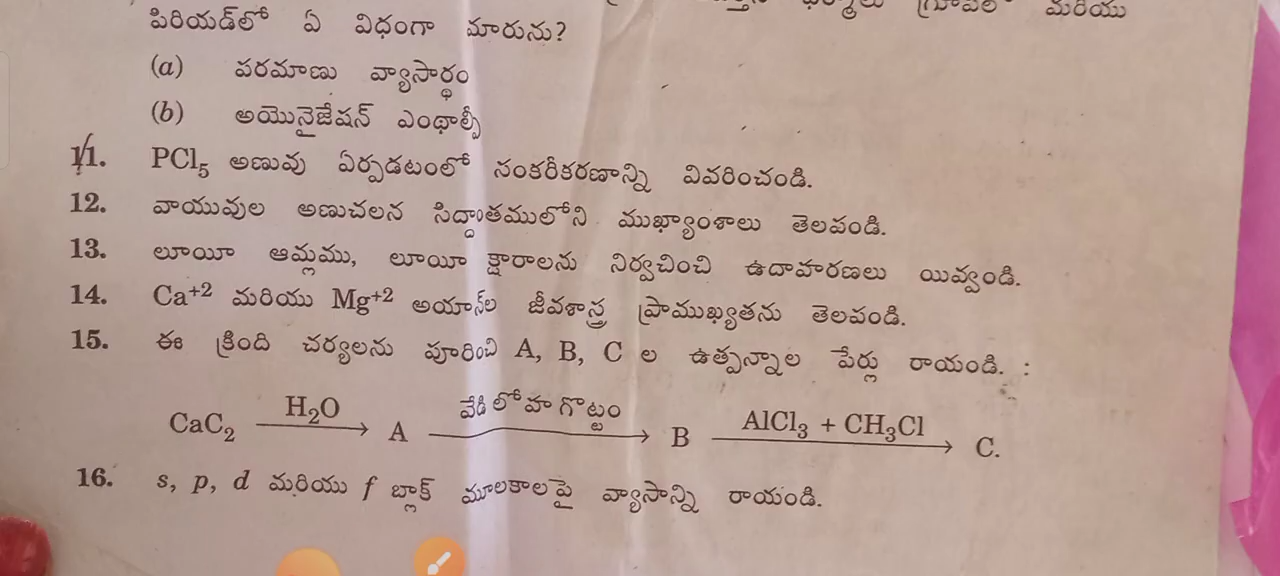 మరియు
పిరియడ్‌లో ఏ విధంగా మారును?
(a) పరమాణు వ్యాసార్థం
(b) అయొనైజేషన్ ఎంథాల్పీ
11. PCl₅ అణువు ఏర్పడటంలో సంకరీకరణాన్ని వివరించండి.
12. వాయువుల అణుచలన సిద్ధాంతములోని ముఖ్యాంశాలు తెలపండి.
13. లూయీ ఆమ్లము, లూయీ క్షారాలను నిర్వచించి ఉదాహరణలు యివ్వండి.
14. Ca⁺² మరియు Mg⁺² అయాన్‌ల జీవశాస్త్ర ప్రాముఖ్యతను తెలపండి.
15. ఈ క్రింది చర్యలను పూరించి A, B, C ల ఉత్పన్నాల పేర్లు రాయండి. :
CaC₂ —H₂O→ A —వేడి లోహ గొట్టం→ B —AlCl₃ + CH₃Cl→ C.
16. s, p, d మరియు f బ్లాక్ మూలకాలపై వ్యాసాన్ని రాయండి.